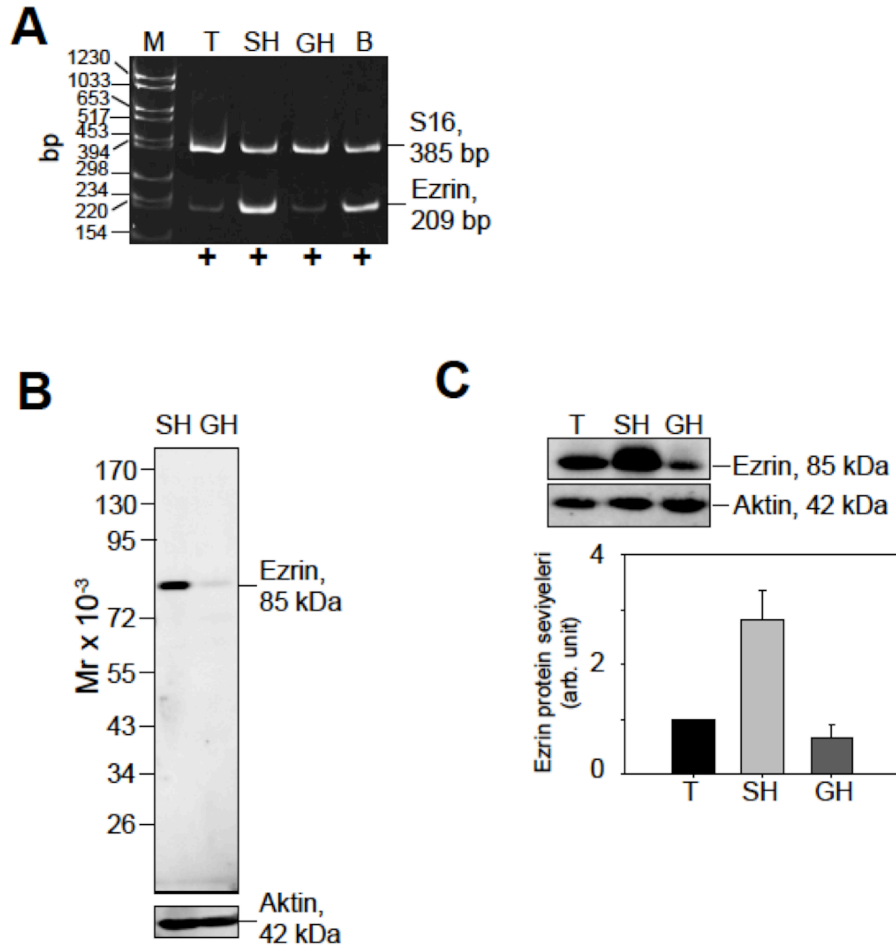 A
M T SH GH B
1230
1033
653
517
453
394
298
234
220
154
bp
S16,
385 bp
Ezrin,
209 bp
+ + + +
B
SH GH
170
130
95
72
55
43
34
26
Mr x 10-3
Ezrin,
85 kDa
Aktin,
42 kDa
C
T SH GH
Ezrin, 85 kDa
Aktin, 42 kDa
Ezrin protein seviyeleri
(arb. unit)
4
2
0
T SH GH